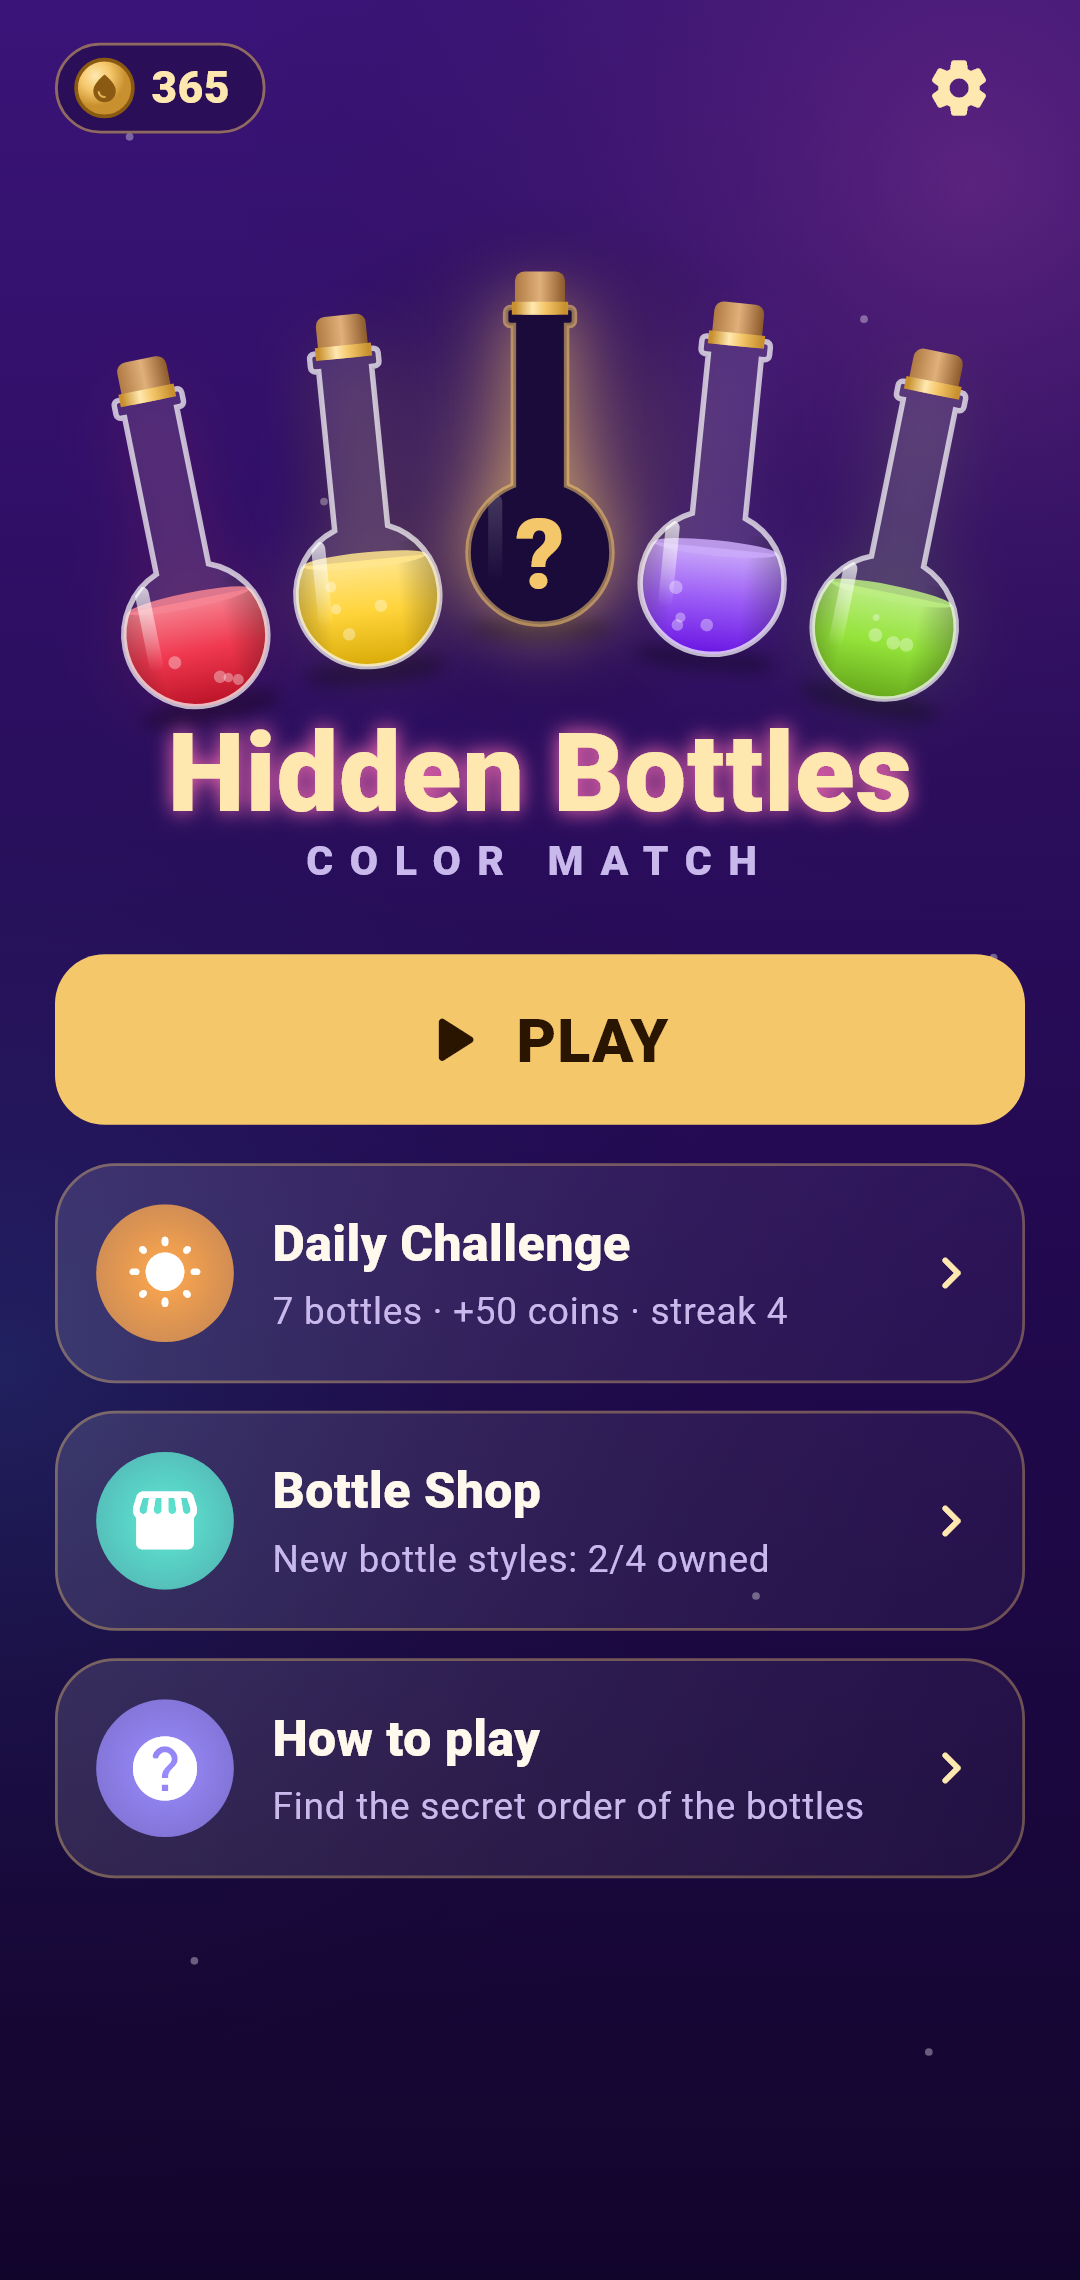 365
?
Hidden Bottles
COLOR MATCH
PLAY
Daily Challenge
7 bottles · +50 coins · streak 4
Bottle Shop
New bottle styles: 2/4 owned
?
How to play
Find the secret order of the bottles